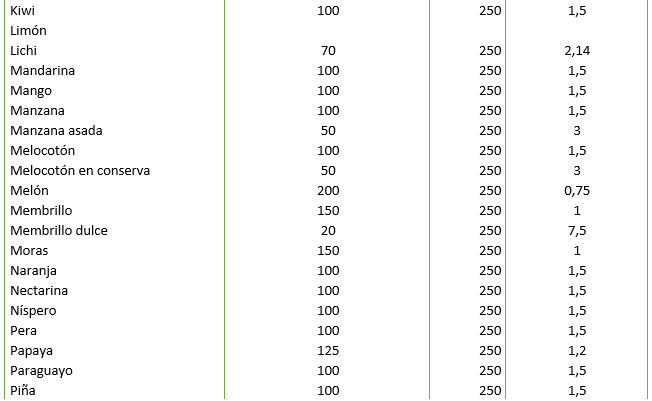 Kiwi 100 250 1,5
Limón
Lichi 70 250 2,14
Mandarina 100 250 1,5
Mango 100 250 1,5
Manzana 100 250 1,5
Manzana asada 50 250 3
Melocotón 100 250 1,5
Melocotón en conserva 50 250 3
Melón 200 250 0,75
Membrillo 150 250 1
Membrillo dulce 20 250 7,5
Moras 150 250 1
Naranja 100 250 1,5
Nectarina 100 250 1,5
Níspero 100 250 1,5
Pera 100 250 1,5
Papaya 125 250 1,2
Paraguayo 100 250 1,5
Piña 100 250 1,5